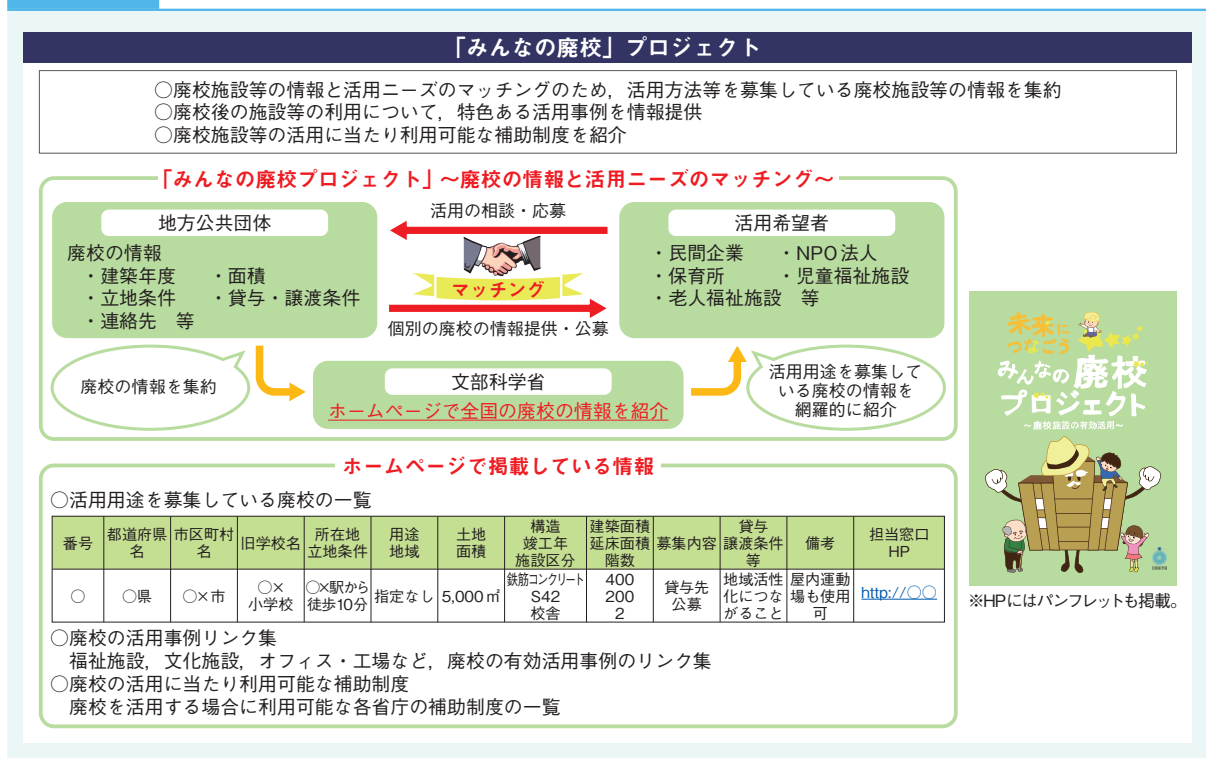 「みんなの廃校」プロジェクト
○廃校施設等の情報と活用ニーズのマッチングのため，活用方法等を募集している廃校施設等の情報を集約
○廃校後の施設等の利用について，特色ある活用事例を情報提供
○廃校施設等の活用に当たり利用可能な補助制度を紹介
「みんなの廃校プロジェクト」～廃校の情報と活用ニーズのマッチング～
地方公共団体
廃校の情報
・建築年度　・面積
・立地条件　・貸与・譲渡条件
・連絡先　等
活用の相談・応募
マッチング
個別の廃校の情報提供・公募
活用希望者
・民間企業　・NPO法人
・保育所　・児童福祉施設
・老人福祉施設　等
廃校の情報を集約
文部科学省
ホームページで全国の廃校の情報を紹介
活用用途を募集して
いる廃校の情報を
網羅的に紹介
未来に
つなごう
みんなの廃校
プロジェクト
～廃校施設の有効活用～
※HPにはパンフレットも掲載。
ホームページで掲載している情報
○活用用途を募集している廃校の一覧
番号 都道府県名 市区町村名 旧学校名 所在地立地条件 用途地域 土地面積 構造竣工年施設区分 建築面積延床面積階数 募集内容 貸与譲渡条件等 備考 担当窓口HP
○ ○県 ○×市 ○×小学校 ○×駅から徒歩10分 指定なし 5,000㎡ 鉄筋コンクリートS42校舎 400 200 2 貸与先公募 地域活性化につながること 屋内運動場も使用可 http://○○
○廃校の活用事例リンク集
福祉施設，文化施設，オフィス・工場など，廃校の有効活用事例のリンク集
○廃校の活用に当たり利用可能な補助制度
廃校を活用する場合に利用可能な各省庁の補助制度の一覧